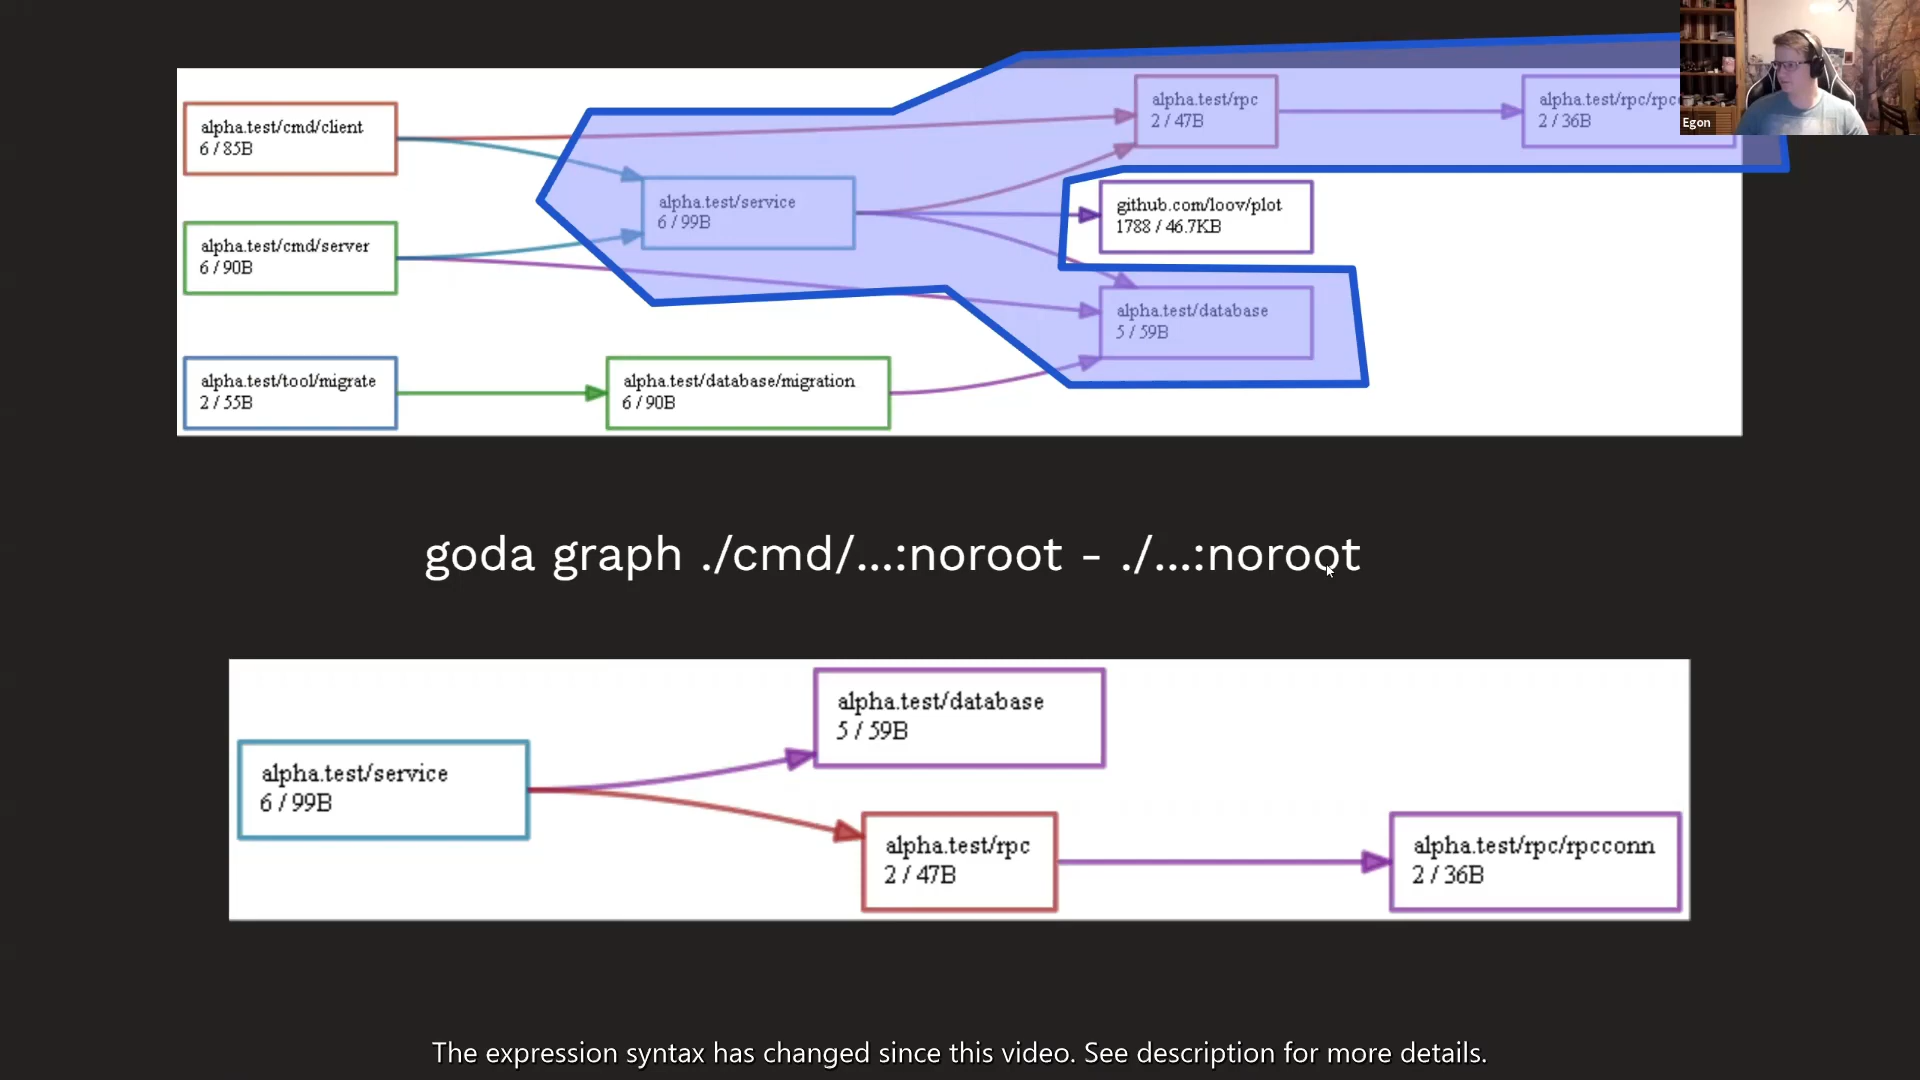 alpha.test/cmd/client
6 / 85B
alpha.test/rpc
2 / 47B
alpha.test/rpc/rpcc
2 / 36B
Egon
alpha.test/service
6 / 99B
github.com/loov/plot
1788 / 46.7KB
alpha.test/cmd/server
6 / 90B
alpha.test/database
5 / 59B
alpha.test/tool/migrate
2 / 55B
alpha.test/database/migration
6 / 90B
goda graph ./cmd/...:noroot - ./...:noroot
alpha.test/database
5 / 59B
alpha.test/service
6 / 99B
alpha.test/rpc
2 / 47B
alpha.test/rpc/rpcconn
2 / 36B
The expression syntax has changed since this video. See description for more details.